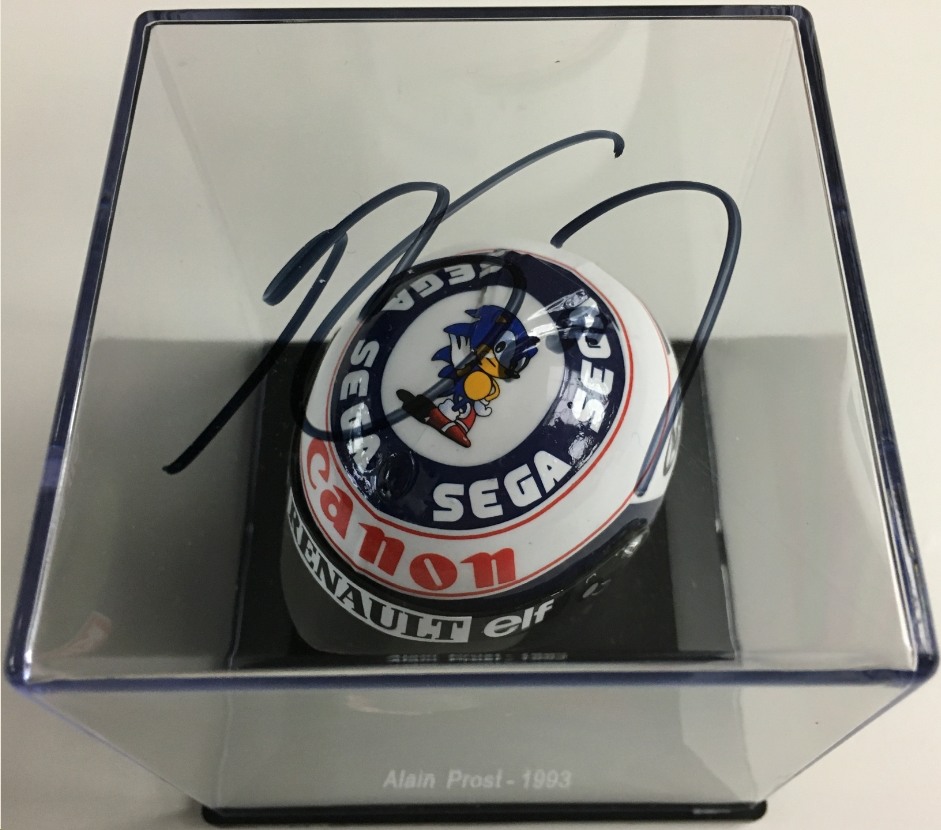 SEGA
SEGA
SEGA
SEGA
Canon
RENAULT elf
Alain Prost - 1993